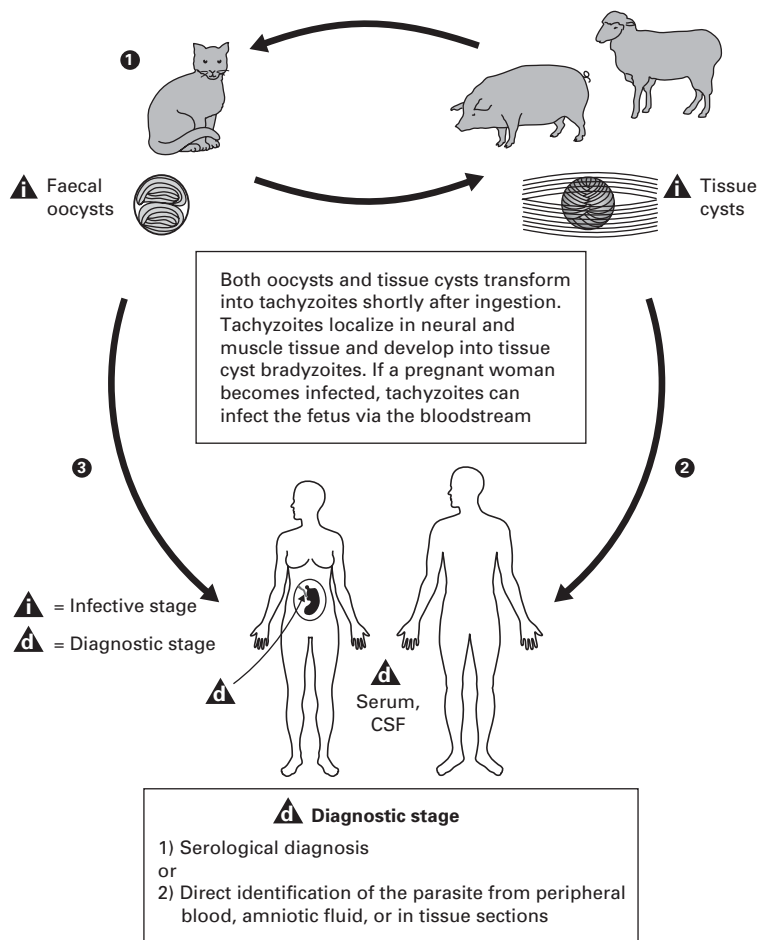 1
i Faecal
oocysts
i Tissue
cysts
Both oocysts and tissue cysts transform
into tachyzoites shortly after ingestion.
Tachyzoites localize in neural and
muscle tissue and develop into tissue
cyst bradyzoites. If a pregnant woman
becomes infected, tachyzoites can
infect the fetus via the bloodstream
3
2
i = Infective stage
d = Diagnostic stage
d
d
Serum,
CSF
d Diagnostic stage
1) Serological diagnosis
or
2) Direct identification of the parasite from peripheral
blood, amniotic fluid, or in tissue sections